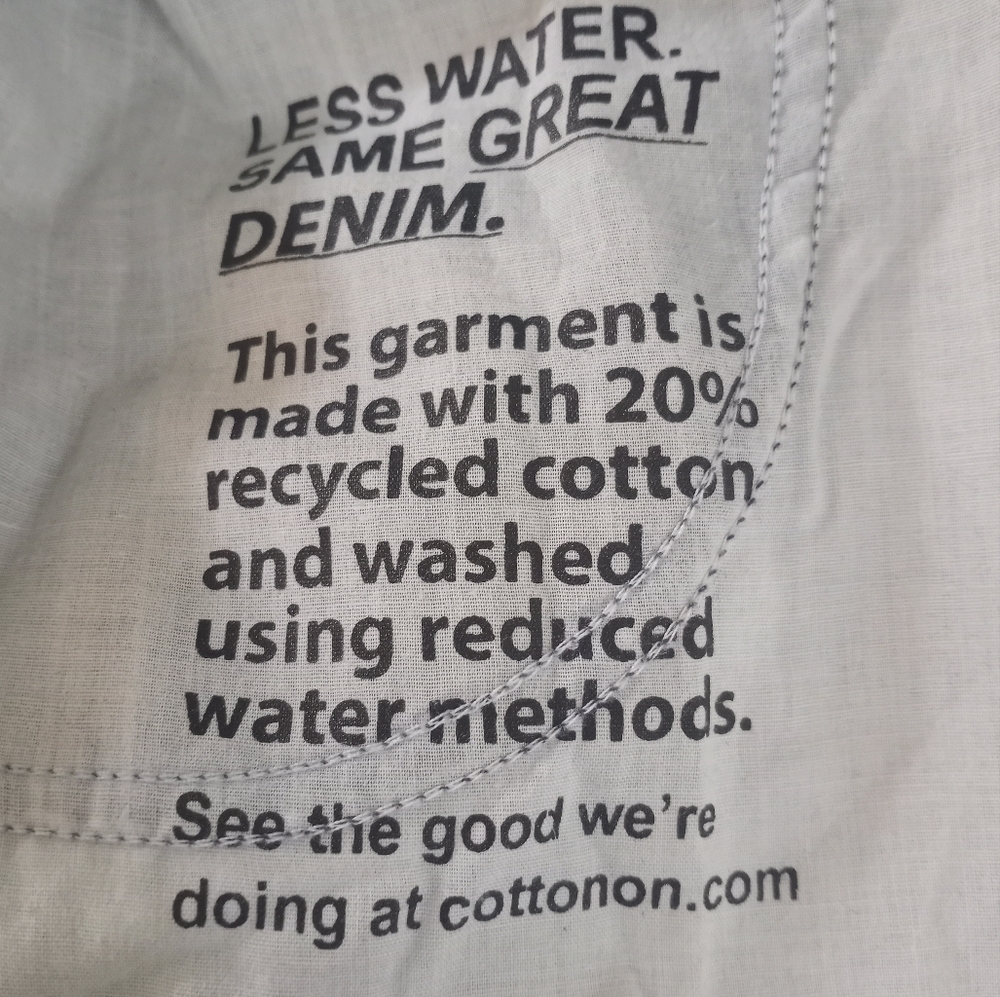 LESS WATER.
SAME GREAT
DENIM.
This garment is
made with 20%
recycled cotton
and washed
using reduced
water methods.
See the good we're
doing at cottonon.com